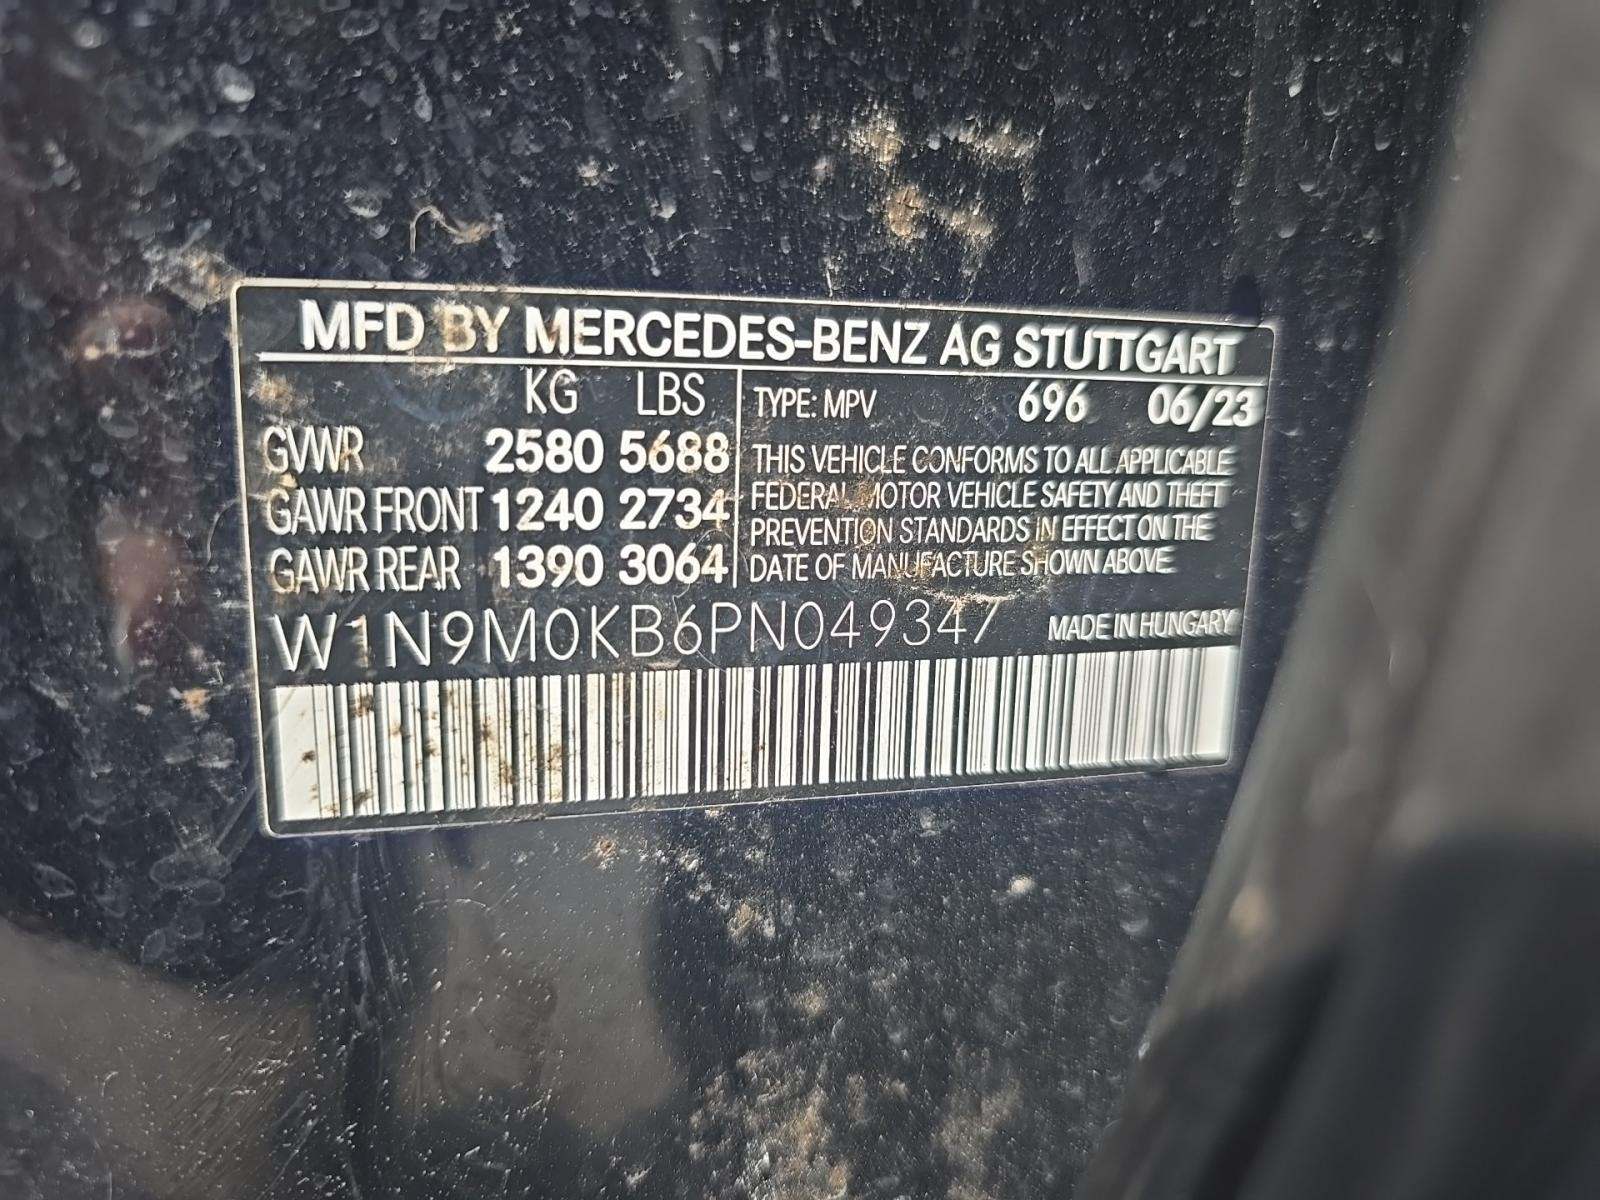 MFD BY MERCEDES-BENZ AG STUTTGART
KG LBS
GVWR 2580 5688
GAWR FRONT 1240 2734
GAWR REAR 1390 3064
TYPE: MPV 696 06/23
THIS VEHICLE CONFORMS TO ALL APPLICABLE
FEDERAL MOTOR VEHICLE SAFETY AND THEFT
PREVENTION STANDARDS IN EFFECT ON THE
DATE OF MANUFACTURE SHOWN ABOVE
W1N9M0KB6PN049347 MADE IN HUNGARY